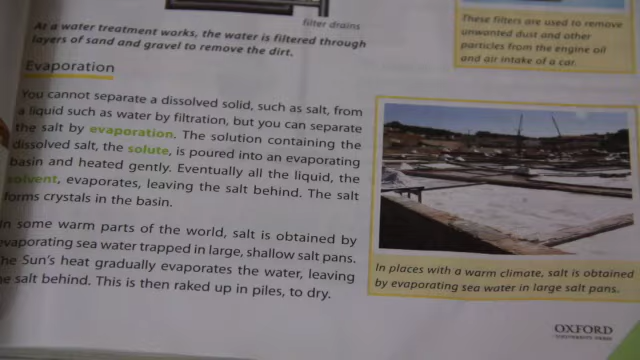 filter drains
At a water treatment works, the water is filtered through
layers of sand and gravel to remove the dirt.
Evaporation
You cannot separate a dissolved solid, such as salt, from
a liquid such as water by filtration, but you can separate
the salt by evaporation. The solution containing the
dissolved salt, the solute, is poured into an evaporating
basin and heated gently. Eventually all the liquid, the
solvent, evaporates, leaving the salt behind. The salt
forms crystals in the basin.
In some warm parts of the world, salt is obtained by
evaporating sea water trapped in large, shallow salt pans.
The Sun's heat gradually evaporates the water, leaving
the salt behind. This is then raked up in piles, to dry.
These filters are used to remove
unwanted dust and other
particles from the engine oil
and air intake of a car.
In places with a warm climate, salt is obtained
by evaporating sea water in large salt pans.
OXFORD
UNIVERSITY PRESS